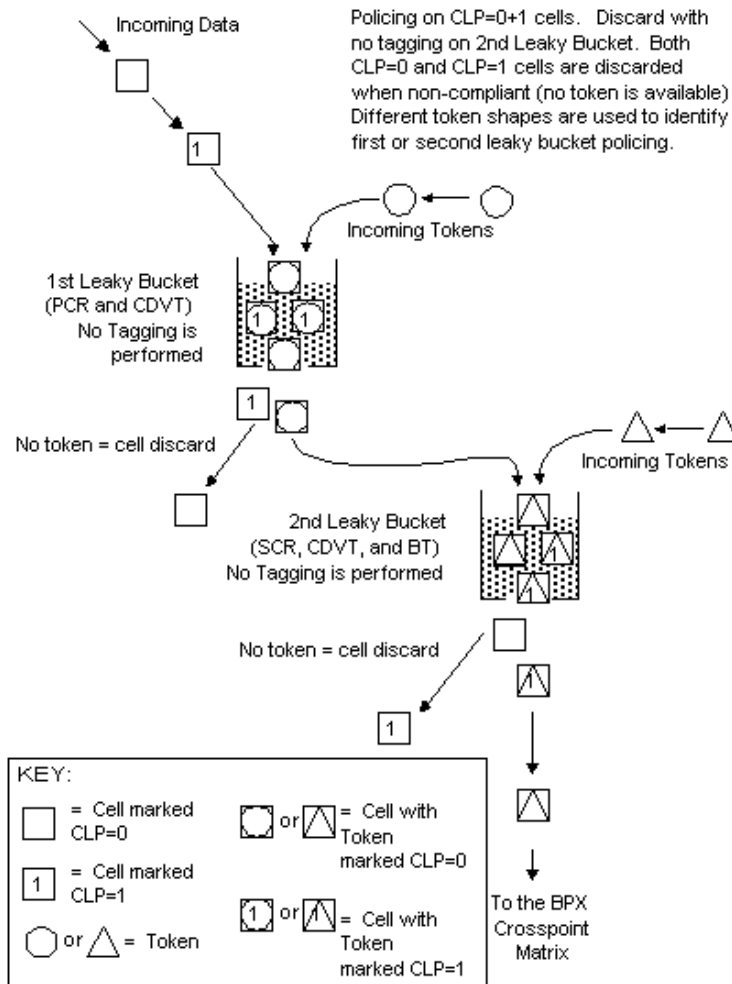 Incoming Data
Policing on CLP=0+1 cells. Discard with
no tagging on 2nd Leaky Bucket. Both
CLP=0 and CLP=1 cells are discarded
when non-compliant (no token is available)
Different token shapes are used to identify
first or second leaky bucket policing.
1
Incoming Tokens
1st Leaky Bucket
(PCR and CDVT)
No Tagging is
performed
1
1
1
No token = cell discard
Incoming Tokens
2nd Leaky Bucket
(SCR, CDVT, and BT)
No Tagging is performed
1
1
No token = cell discard
1
1
KEY:
= Cell marked
CLP=0
or = Cell with
Token
marked CLP=0
1 = Cell marked
CLP=1
1 or 1 = Cell with
Token
marked CLP=1
or = Token
To the BPX
Crosspoint
Matrix